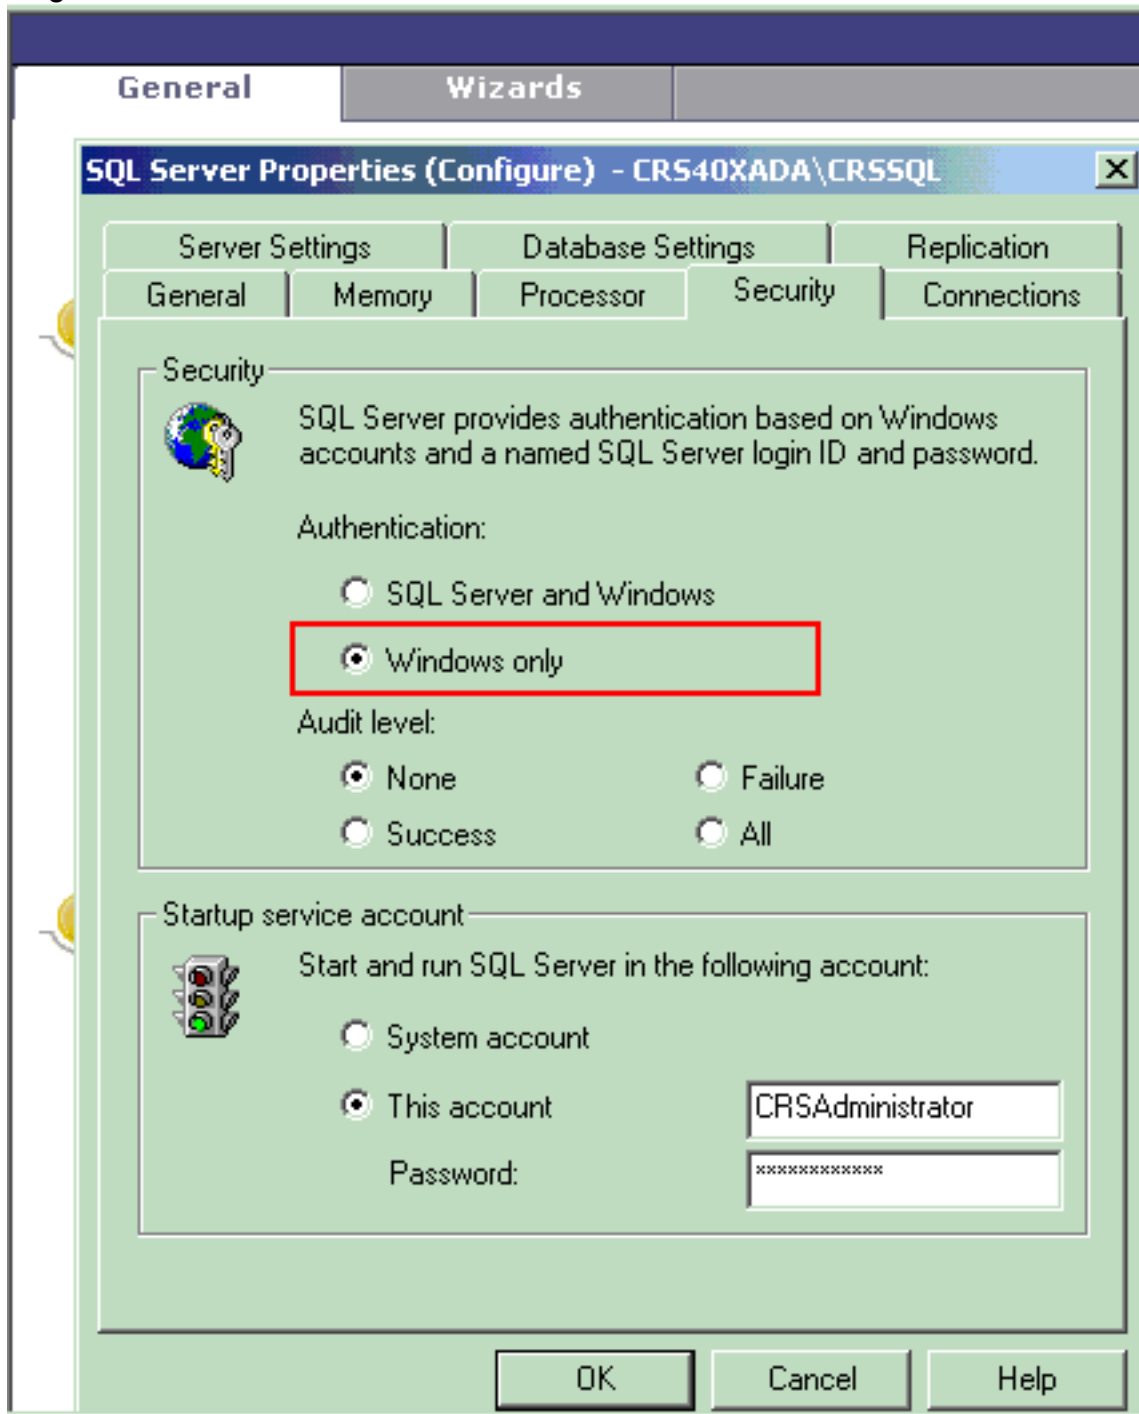 General Wizards
SQL Server Properties (Configure) - CRS40XADA\CRSSQL
Server Settings Database Settings Replication
General Memory Processor Security Connections
Security
SQL Server provides authentication based on Windows
accounts and a named SQL Server login ID and password.
Authentication:
SQL Server and Windows
Windows only
Audit level:
None Failure
Success All
Startup service account
Start and run SQL Server in the following account:
System account
This account CRSAdministrator
Password: ************
OK Cancel Help